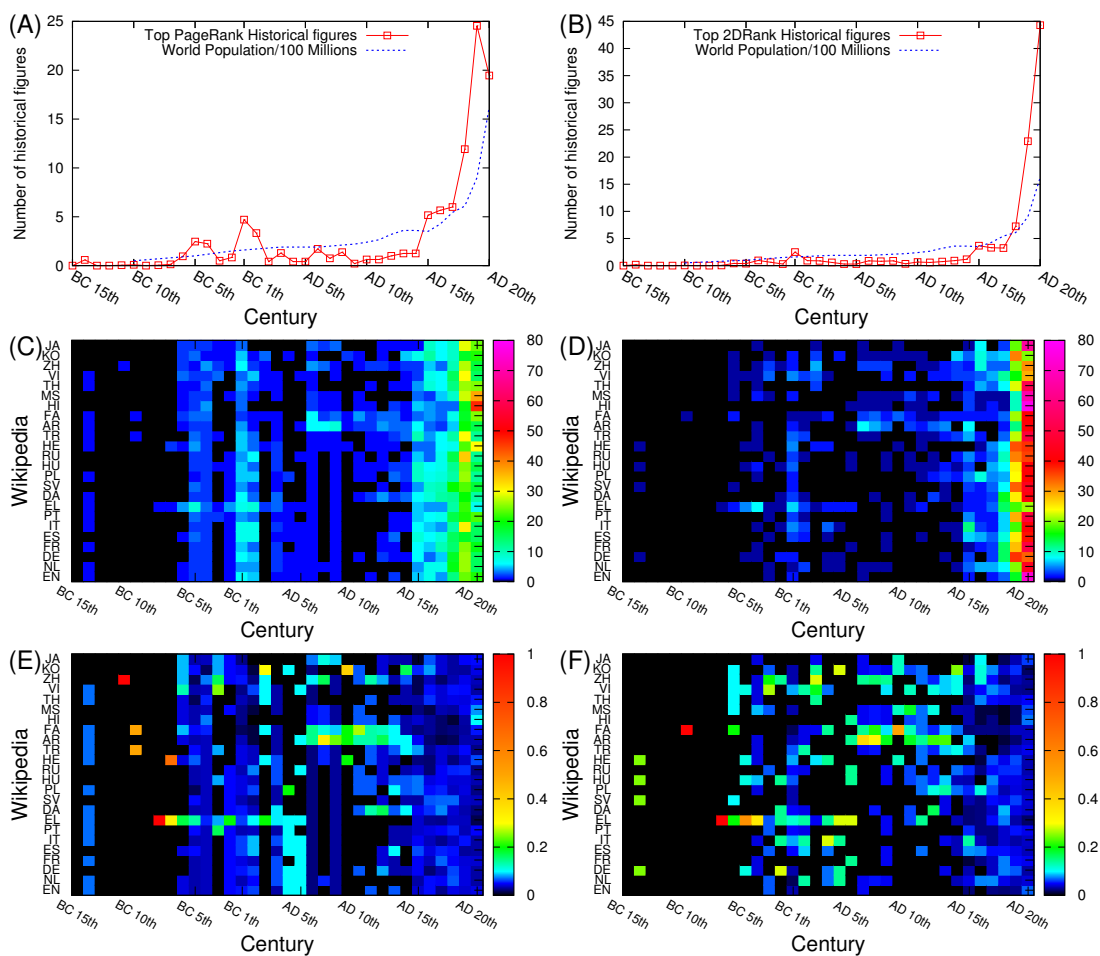 (A)
Number of historical figures
25
20
15
10
5
0
Top PageRank Historical figures
World Population/100 Millions
BC 15th
BC 10th
BC 5th
BC 1th
AD 5th
AD 10th
AD 15th
AD 20th
Century
(B)
Number of historical figures
45
40
35
30
25
20
15
10
5
0
Top 2DRank Historical figures
World Population/100 Millions
BC 15th
BC 10th
BC 5th
BC 1th
AD 5th
AD 10th
AD 15th
AD 20th
Century
(C)
Wikipedia
JA
KO
ZH
VI
TH
MS
HI
FA
AR
TR
HE
RU
HU
PL
SV
DA
EL
PT
IT
ES
FR
DE
NL
EN
BC 15th
BC 10th
BC 5th
BC 1th
AD 5th
AD 10th
AD 15th
AD 20th
Century
80
70
60
50
40
30
20
10
0
(D)
Wikipedia
JA
KO
ZH
VI
TH
MS
HI
FA
AR
TR
HE
RU
HU
PL
SV
DA
EL
PT
IT
ES
FR
DE
NL
EN
BC 15th
BC 10th
BC 5th
BC 1th
AD 5th
AD 10th
AD 15th
AD 20th
Century
80
70
60
50
40
30
20
10
0
(E)
Wikipedia
JA
KO
ZH
VI
TH
MS
HI
FA
AR
TR
HE
RU
HU
PL
SV
DA
EL
PT
IT
ES
FR
DE
NL
EN
BC 15th
BC 10th
BC 5th
BC 1th
AD 5th
AD 10th
AD 15th
AD 20th
Century
1
0.8
0.6
0.4
0.2
0
(F)
Wikipedia
JA
KO
ZH
VI
TH
MS
HI
FA
AR
TR
HE
RU
HU
PL
SV
DA
EL
PT
IT
ES
FR
DE
NL
EN
BC 15th
BC 10th
BC 5th
BC 1th
AD 5th
AD 10th
AD 15th
AD 20th
Century
1
0.8
0.6
0.4
0.2
0